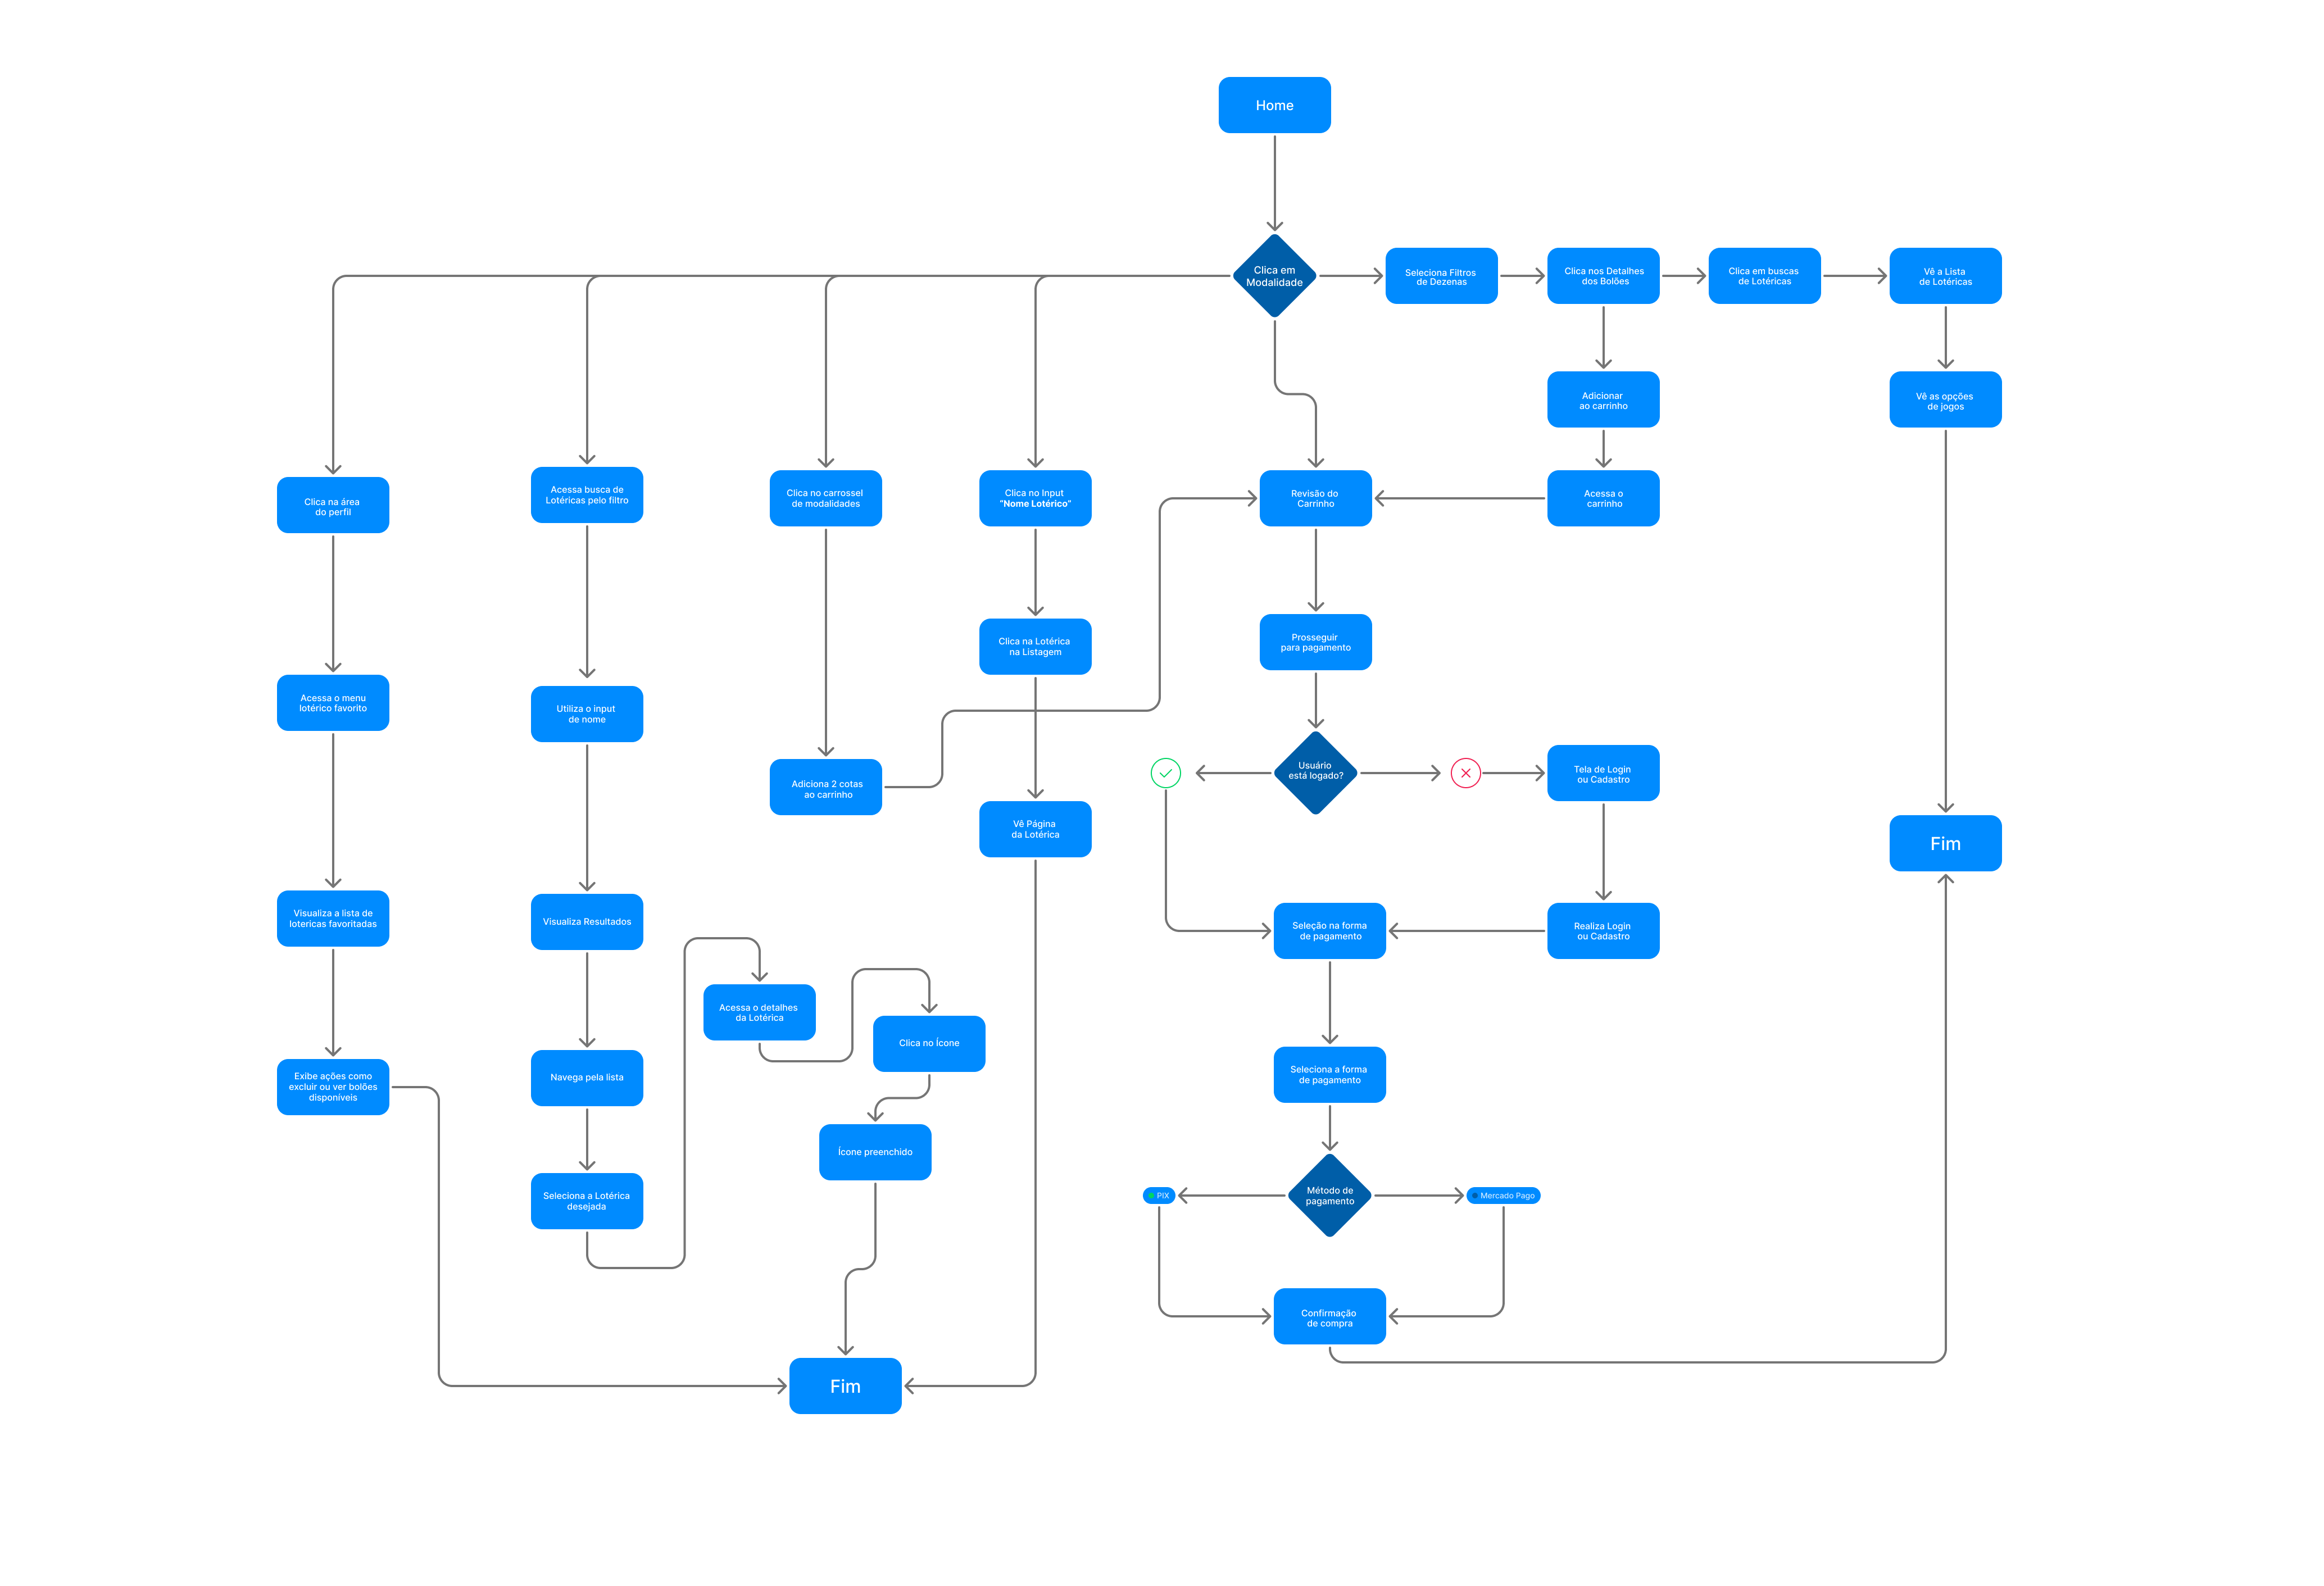 Home
Clica em
Modalidade
Seleciona Filtros
de Dezenas
Clica nos Detalhes
dos Bolões
Clica em buscas
de Lotéricas
Vê a Lista
de Lotéricas
Adicionar
ao carrinho
Vê as opções
de jogos
Clica na área
do perfil
Acessa busca de
Lotéricas pelo filtro
Clica no carrossel
de modalidades
Clica no Input
“Nome Lotérico”
Revisão do
Carrinho
Acessa o
carrinho
Clica na Lotérica
na Listagem
Prosseguir
para pagamento
Acessa o menu
lotérico favorito
Utiliza o input
de nome
Adiciona 2 cotas
ao carrinho
Usuário
está logado?
Tela de Login
ou Cadastro
Vê Página
da Lotérica
Fim
Visualiza a lista de
lotericas favoritadas
Visualiza Resultados
Seleção na forma
de pagamento
Realiza Login
ou Cadastro
Acessa o detalhes
da Lotérica
Clica no Ícone
Exibe ações como
excluir ou ver bolões
disponíveis
Navega pela lista
Seleciona a forma
de pagamento
Ícone preenchido
Seleciona a Lotérica
desejada
PIX
Método de
pagamento
Mercado Pago
Confirmação
de compra
Fim